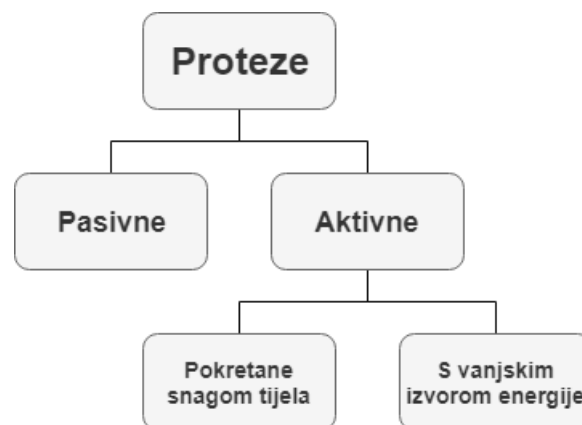 Proteze
Pasivne
Aktivne
Pokretane
snagom tijela
S vanjskim
izvorom energije